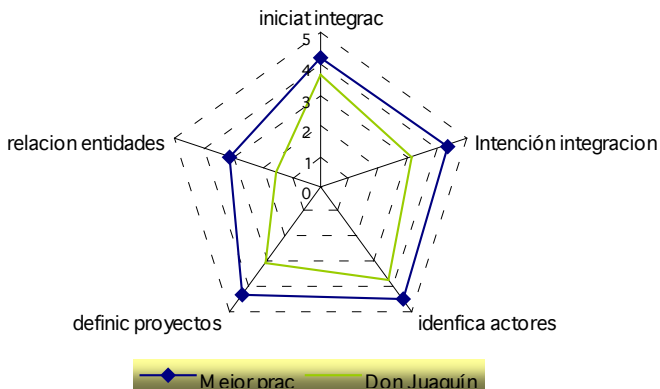 iniciat integrac
5
4
3
2
1
0
relacion entidades
Intención integracion
definic proyectos
idenfica actores
Mejor prac
Don Juaquín